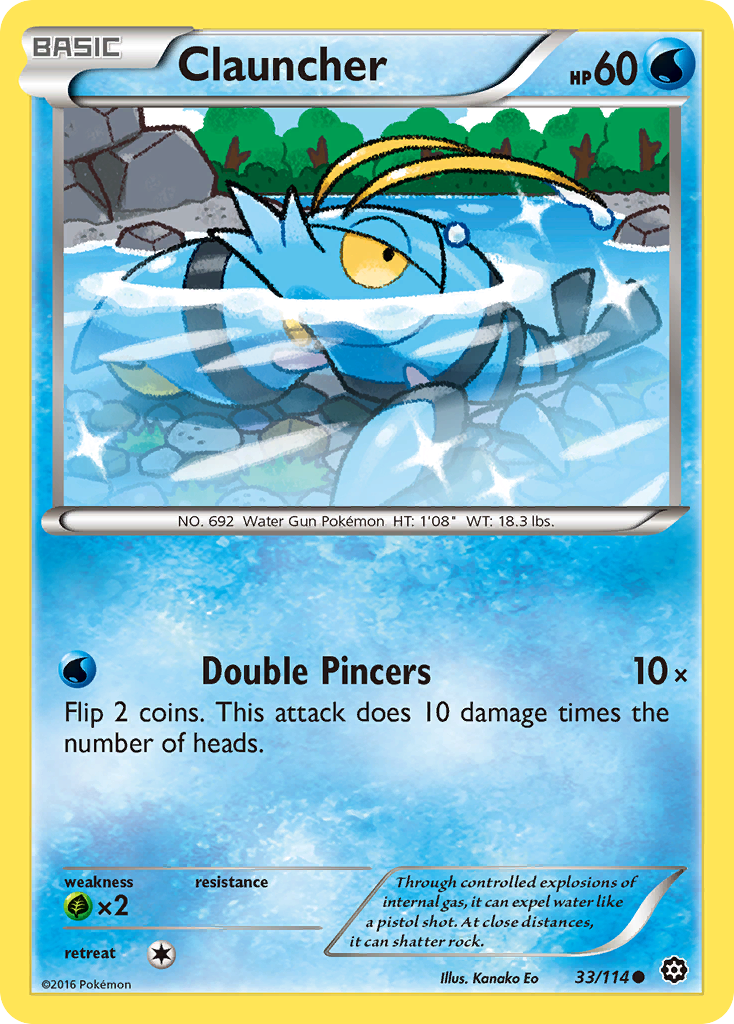 BASIC
Clauncher
HP60
NO. 692 Water Gun Pokémon HT: 1'08" WT: 18.3 lbs.
Double Pincers 10×
Flip 2 coins. This attack does 10 damage times the
number of heads.
weakness resistance
×2
retreat
Through controlled explosions of
internal gas, it can expel water like
a pistol shot. At close distances,
it can shatter rock.
©2016 Pokémon
Illus. Kanako Eo 33/114